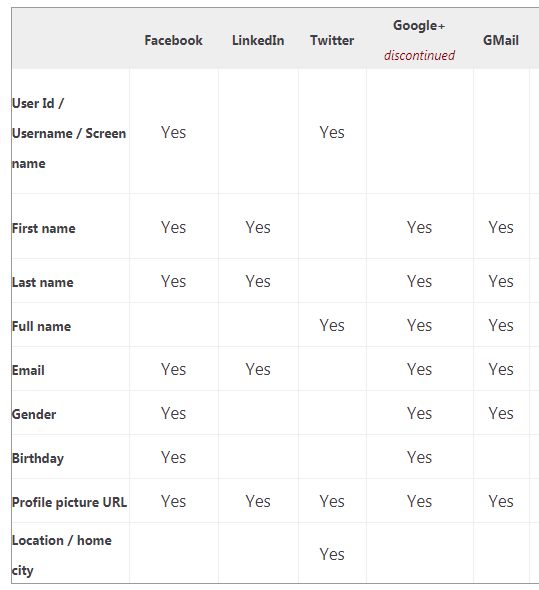 Facebook LinkedIn Twitter Google+ discontinued GMail
User Id /
Username / Screen
name
Yes Yes
First name Yes Yes Yes Yes
Last name Yes Yes Yes Yes
Full name Yes Yes Yes
Email Yes Yes Yes Yes
Gender Yes Yes Yes
Birthday Yes Yes
Profile picture URL Yes Yes Yes Yes Yes
Location / home
city
Yes